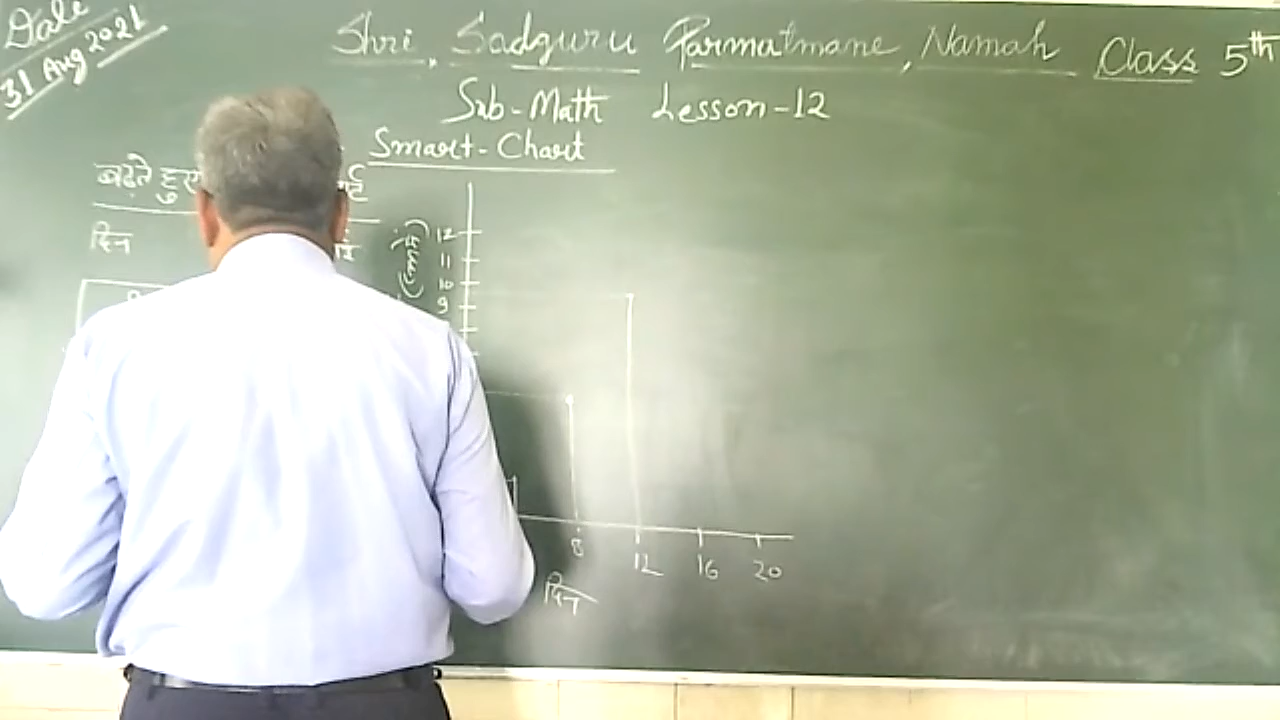 Date
31 Aug 2021
Shri, Sadguru Parmatmane, Namah Class 5th
Sub-Math Lesson-12
Smart-Chart
बढ़ते हुए
दिन
12
11
10
9
8 12 16 20
दिन